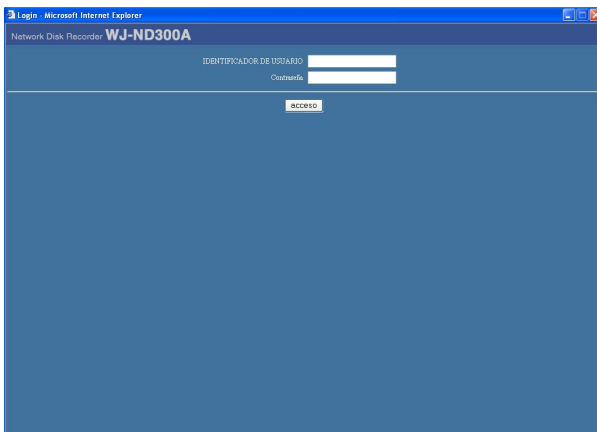 Login - Microsoft Internet Explorer
Network Disk Recorder WJ-ND300A
IDENTIFICADOR DE USUARIO
Contraseña
acceso